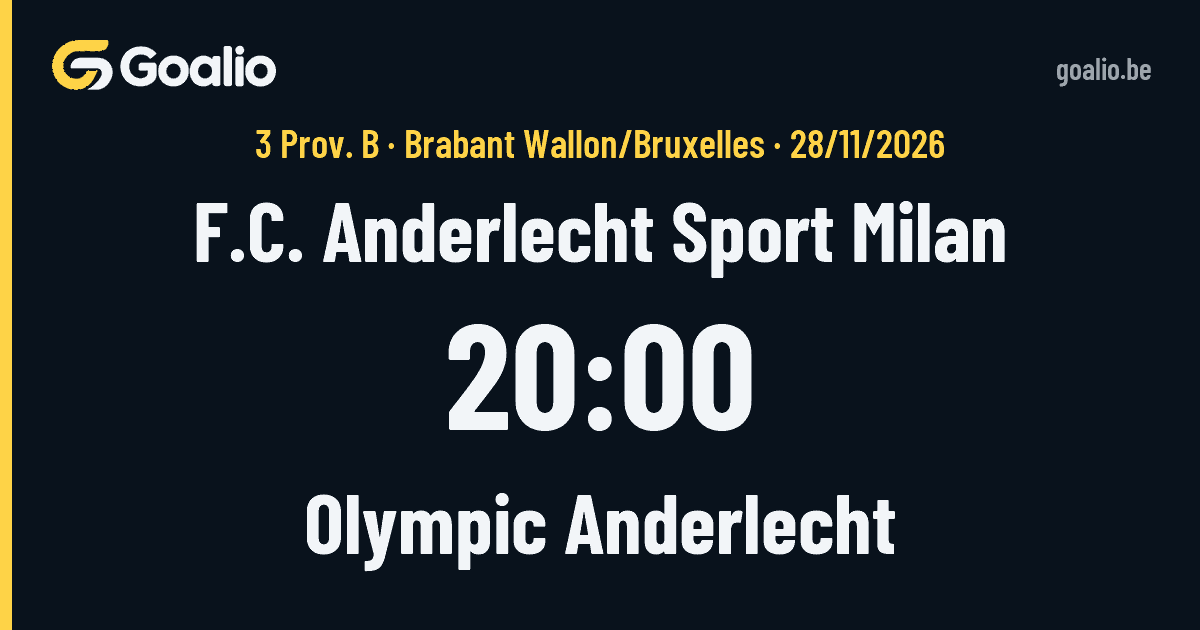 Goalio
goalio.be
3 Prov. B · Brabant Wallon/Bruxelles · 28/11/2026
F.C. Anderlecht Sport Milan
20:00
Olympic Anderlecht